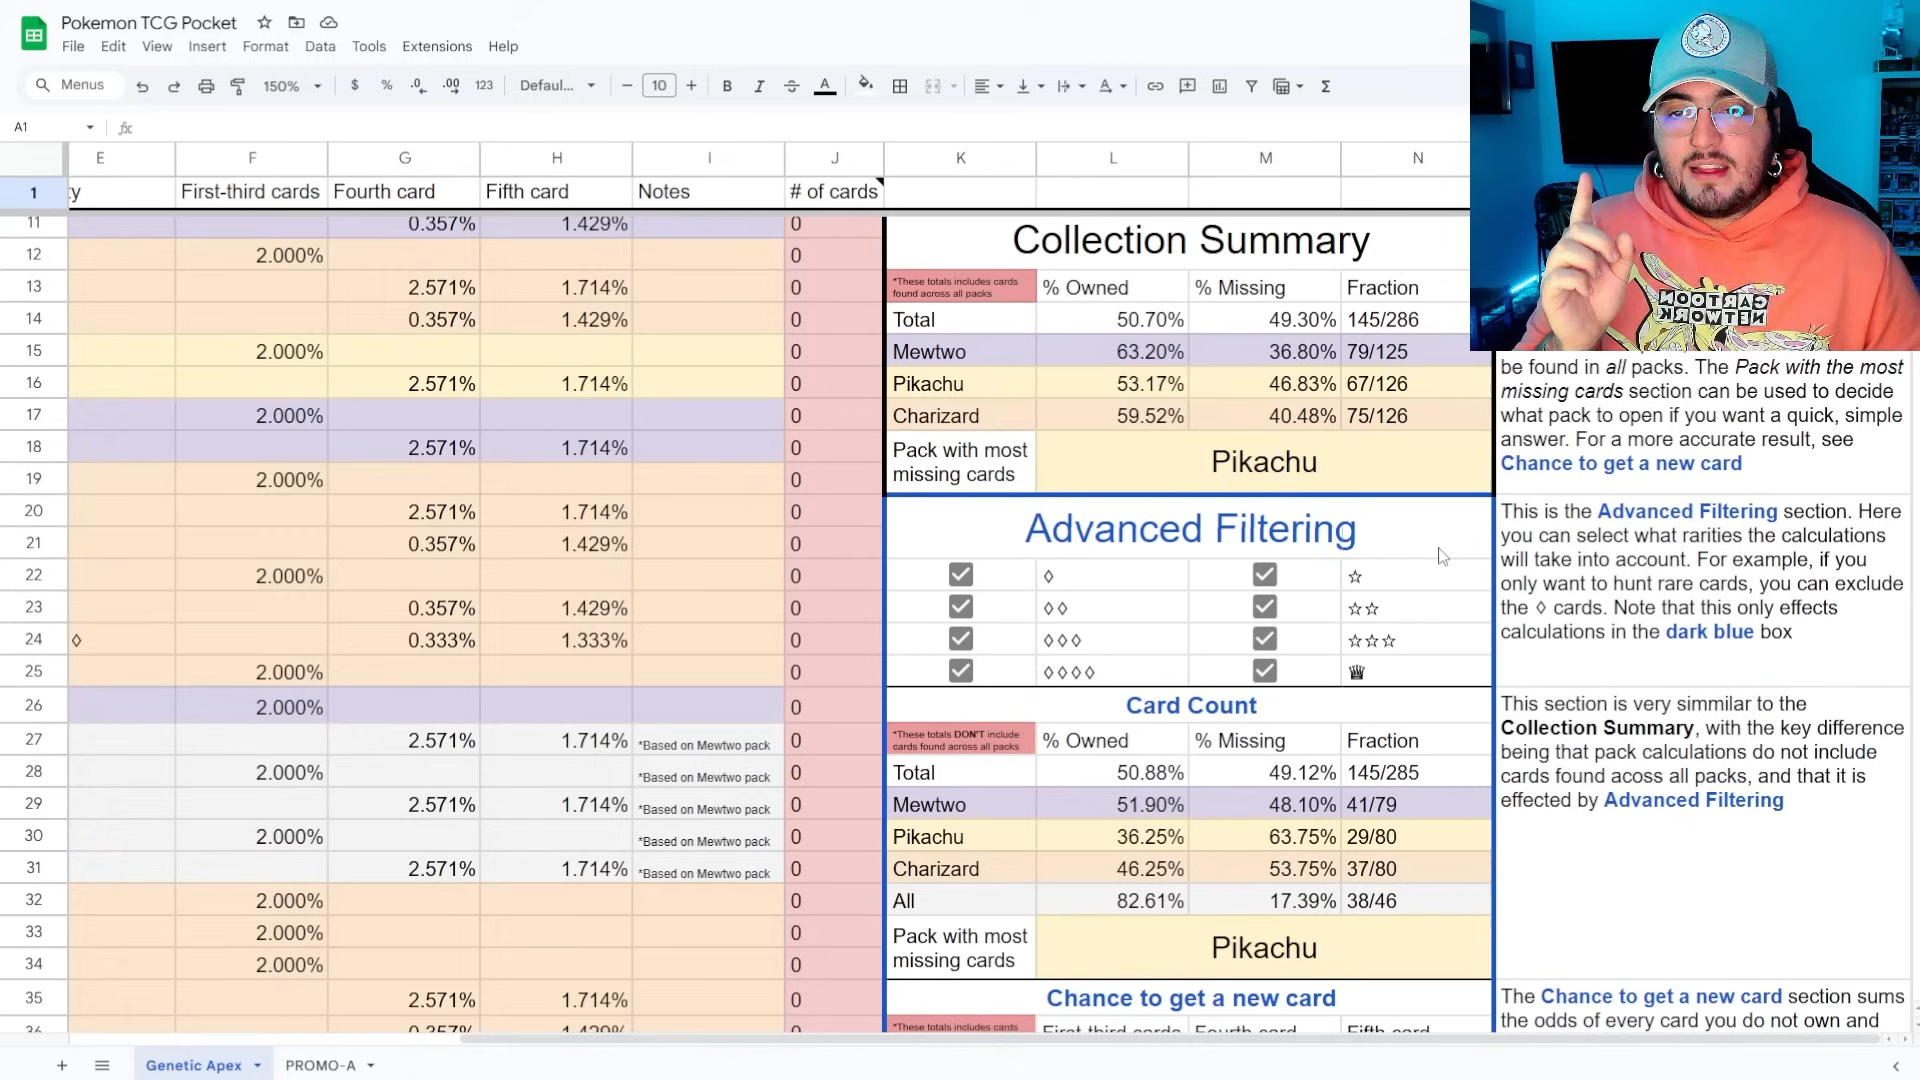 Pokemon TCG Pocket
File Edit View Insert Format Data Tools Extensions Help
Menus 150% $ % .0 .00 123 Defaul... − 10 + B I A Σ
A1 fx
E F G H I J K L M N
1 ty First-third cards Fourth card Fifth card Notes # of cards
11 0.357% 1.429% 0
12 2.000% 0
13 2.571% 1.714% 0
14 0.357% 1.429% 0
15 2.000% 0
16 2.571% 1.714% 0
17 2.000% 0
18 2.571% 1.714% 0
19 2.000% 0
20 2.571% 1.714% 0
21 0.357% 1.429% 0
22 2.000% 0
23 0.357% 1.429% 0
24 ◊ 0.333% 1.333% 0
25 2.000% 0
26 2.000% 0
27 2.571% 1.714% *Based on Mewtwo pack 0
28 2.000% *Based on Mewtwo pack 0
29 2.571% 1.714% *Based on Mewtwo pack 0
30 2.000% *Based on Mewtwo pack 0
31 2.571% 1.714% *Based on Mewtwo pack 0
32 2.000% 0
33 2.000% 0
34 2.000% 0
35 2.571% 1.714% 0
36 0.357% 1.429% 0
Collection Summary
*These totals includes cards
found across all packs
% Owned % Missing Fraction
Total 50.70% 49.30% 145/286
Mewtwo 63.20% 36.80% 79/125
Pikachu 53.17% 46.83% 67/126
Charizard 59.52% 40.48% 75/126
Pack with most
missing cards
Pikachu
Advanced Filtering
◊ ☆
◊◊ ☆☆
◊◊◊ ☆☆☆
◊◊◊◊ ♛
Card Count
*These totals DON'T include
cards found across all packs
% Owned % Missing Fraction
Total 50.88% 49.12% 145/285
Mewtwo 51.90% 48.10% 41/79
Pikachu 36.25% 63.75% 29/80
Charizard 46.25% 53.75% 37/80
All 82.61% 17.39% 38/46
Pack with most
missing cards
Pikachu
Chance to get a new card
*These totals includes cards
First-third cards Fourth card Fifth card
CARTOON
NETWORK
be found in all packs. The Pack with the most
missing cards section can be used to decide
what pack to open if you want a quick, simple
answer. For a more accurate result, see
Chance to get a new card
This is the Advanced Filtering section. Here
you can select what rarities the calculations
will take into account. For example, if you
only want to hunt rare cards, you can exclude
the ◊ cards. Note that this only effects
calculations in the dark blue box
This section is very simmilar to the
Collection Summary, with the key difference
being that pack calculations do not include
cards found acoss all packs, and that it is
effected by Advanced Filtering
The Chance to get a new card section sums
the odds of every card you do not own and
Genetic Apex PROMO-A